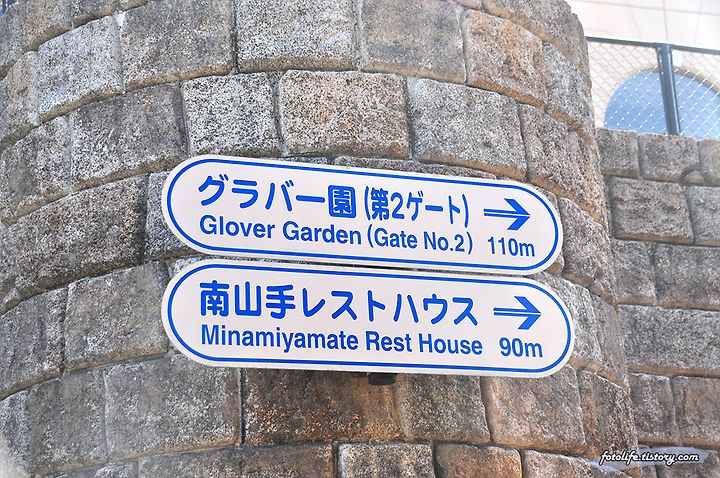 グラバー園(第2ゲート) →
Glover Garden (Gate No.2) 110m
南山手レストハウス →
Minamiyamate Rest House 90m
fotolife.tistory.com